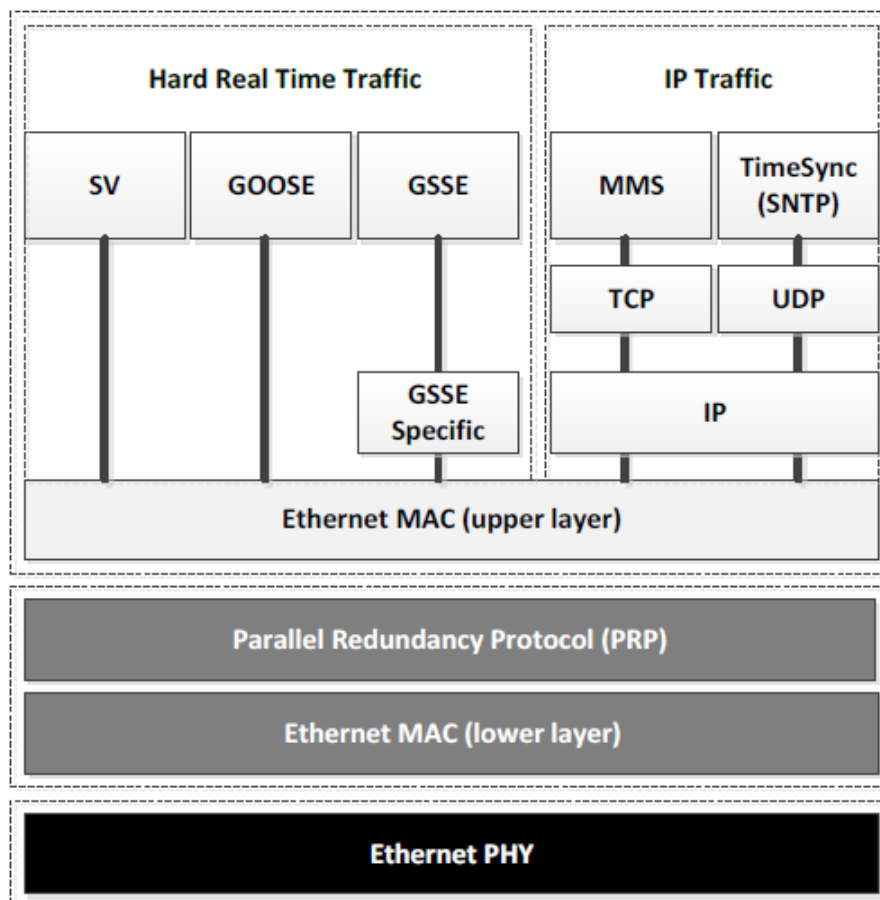 Hard Real Time Traffic
IP Traffic
SV
GOOSE
GSSE
MMS
TimeSync
(SNTP)
TCP
UDP
GSSE
Specific
IP
Ethernet MAC (upper layer)
Parallel Redundancy Protocol (PRP)
Ethernet MAC (lower layer)
Ethernet PHY